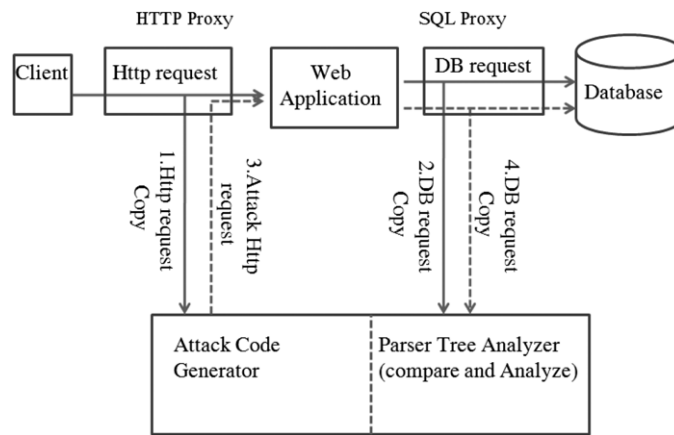 HTTP Proxy
SQL Proxy
Client
Http request
Web
Application
DB request
Database
1.Http request
Copy
3.Attack Http
request
2.DB request
Copy
4.DB request
Copy
Attack Code
Generator
Parser Tree Analyzer
(compare and Analyze)